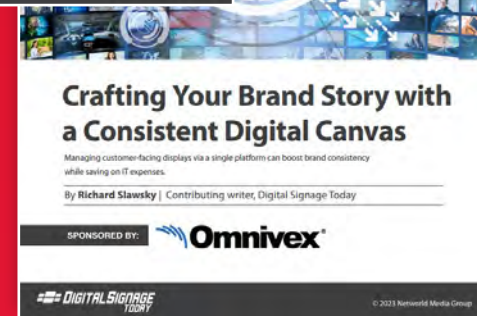 Crafting Your Brand Story with
a Consistent Digital Canvas
Managing customer-facing displays via a single platform can boost brand consistency
while saving on IT expenses.
By Richard Slawsky | Contributing writer, Digital Signage Today
SPONSORED BY: Omnivex
DIGITAL SIGNAGE
TODAY
© 2023 Networld Media Group